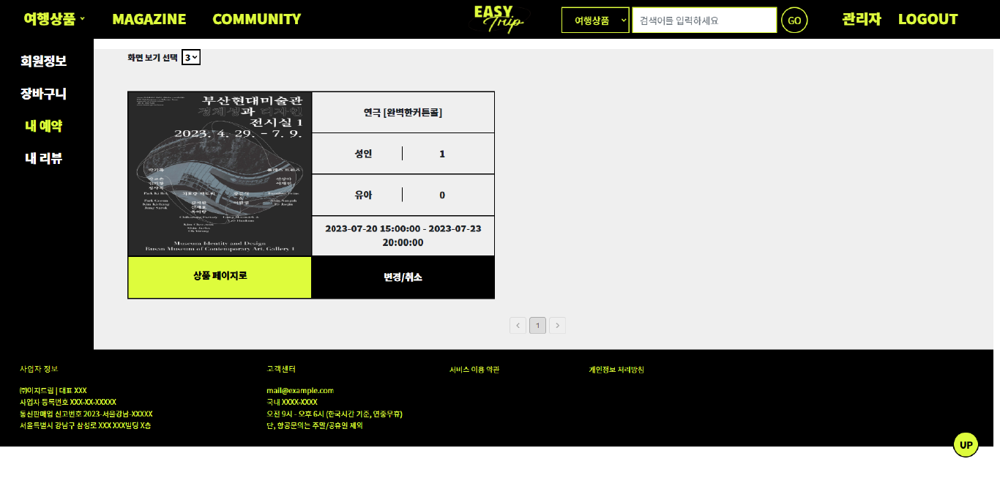 여행상품
MAGAZINE
COMMUNITY
EASY
Trip
여행상품
검색어를 입력하세요
GO
관리자
LOGOUT
회원정보
장바구니
내 예약
내 리뷰
화면 보기 선택 3
부산현대미술관
경계성과 디자인
전시실 1
2023. 4. 29. – 7. 9.
Museum Identity and Design
Busan Museum of Contemporary Art, Gallery 1
연극 [완벽한커튼콜]
성인 1
유아 0
2023-07-20 15:00:00 - 2023-07-23
20:00:00
상품 페이지로
변경/취소
< 1 >
사업자 정보
㈜이지트립 | 대표 XXX
사업자 등록번호 XXX-XX-XXXXX
통신판매업 신고번호 2023-서울강남-XXXXX
서울특별시 강남구 삼성로 XXX XXX빌딩 X층
고객센터
mail@example.com
국내 XXXX-XXXX
오전 9시 - 오후 6시 (한국시간 기준, 연중무휴)
단, 항공문의는 주말/공휴일 제외
서비스 이용 약관
개인정보 처리방침
UP